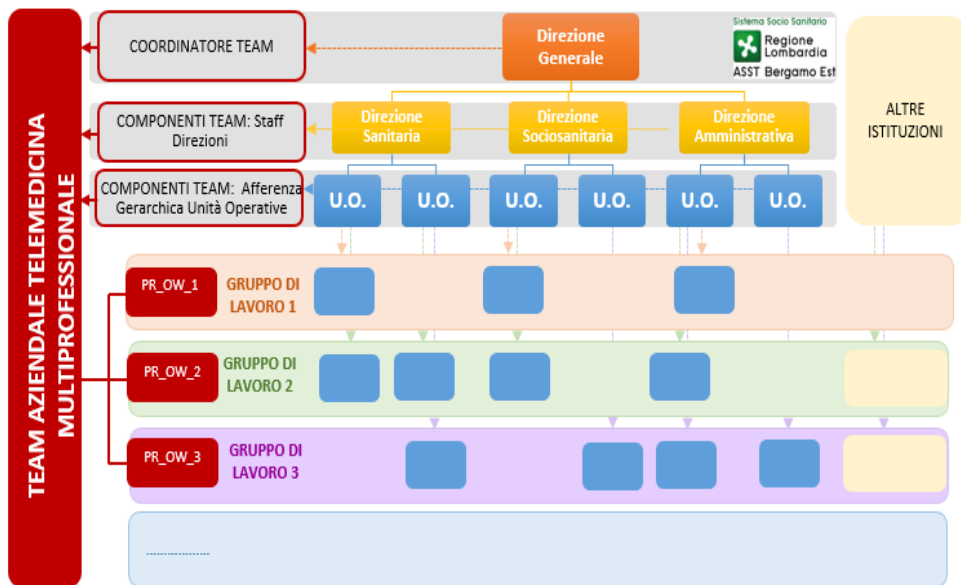 TEAM AZIENDALE TELEMEDICINA
MULTIPROFESSIONALE
COORDINATORE TEAM
Direzione
Generale
Sistema Socio Sanitario
Regione
Lombardia
ASST Bergamo Est
ALTRE
ISTITUZIONI
COMPONENTI TEAM: Staff
Direzioni
Direzione
Sanitaria
Direzione
Sociosanitaria
Direzione
Amministrativa
COMPONENTI TEAM: Afferenza
Gerarchica Unità Operative
U.O.
U.O.
U.O.
U.O.
U.O.
U.O.
PR_OW_1
GRUPPO DI
LAVORO 1
PR_OW_2
GRUPPO DI
LAVORO 2
PR_OW_3
GRUPPO DI
LAVORO 3
..................